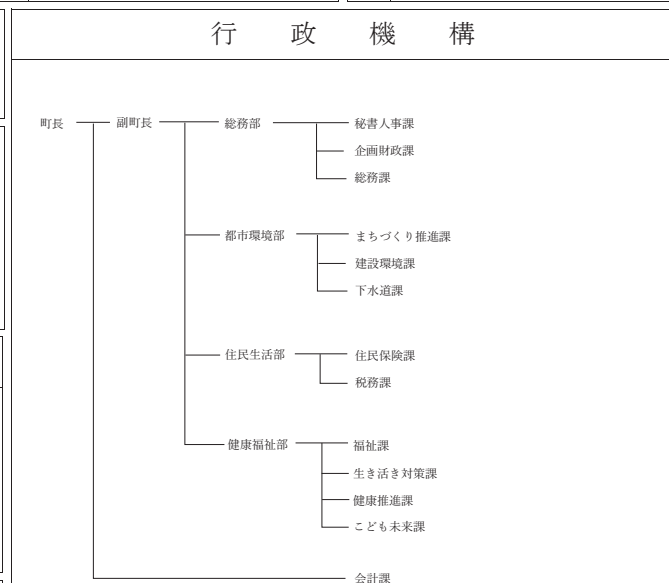 行政機構
町長 副町長 総務部 秘書人事課
企画財政課
総務課
都市環境部 まちづくり推進課
建設環境課
下水道課
住民生活部 住民保険課
税務課
健康福祉部 福祉課
生き活き対策課
健康推進課
こども未来課
会計課